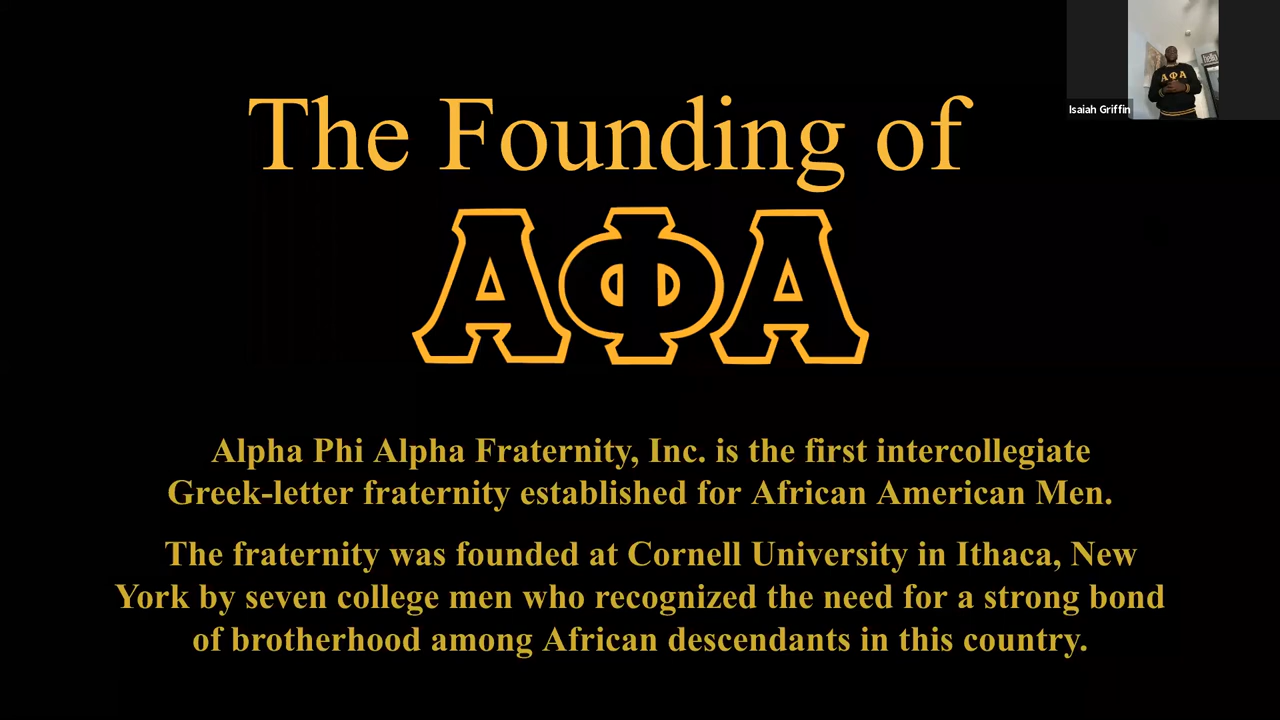 The Founding of
ΑΦΑ
Alpha Phi Alpha Fraternity, Inc. is the first intercollegiate
Greek-letter fraternity established for African American Men.
The fraternity was founded at Cornell University in Ithaca, New
York by seven college men who recognized the need for a strong bond
of brotherhood among African descendants in this country.
Isaiah Griffin
ΑΦΑ
hello